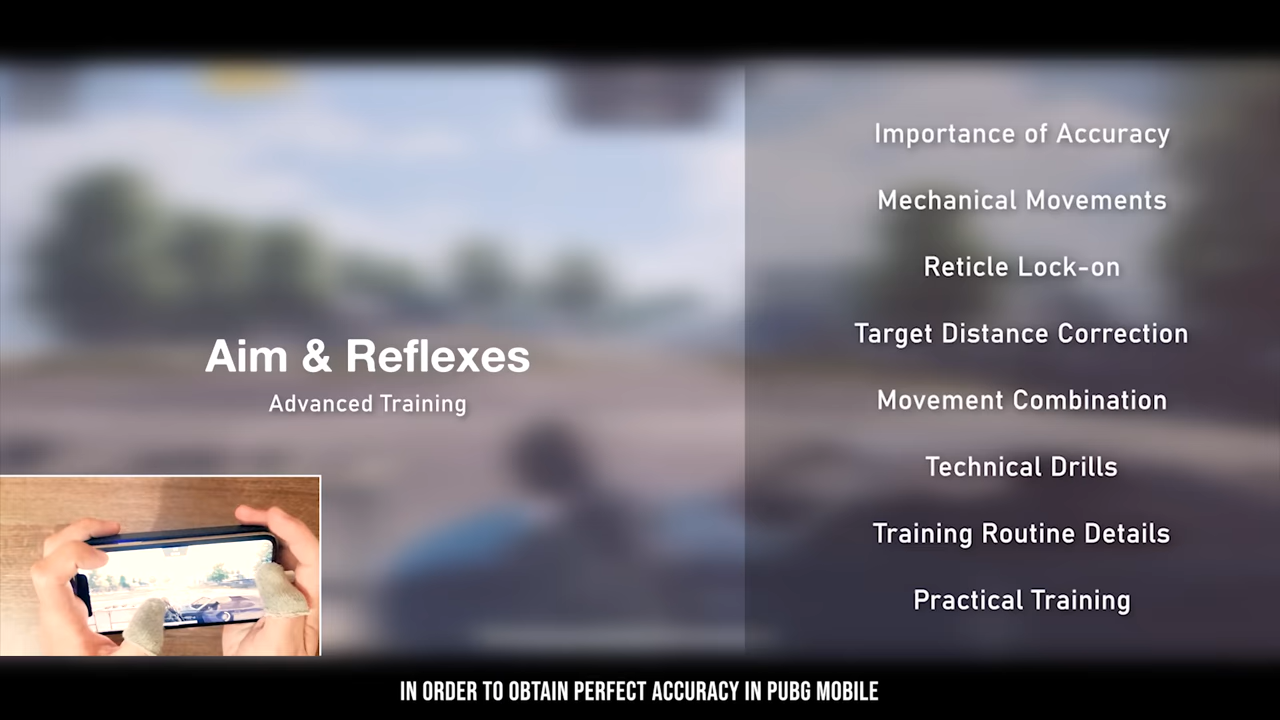 Aim & Reflexes
Advanced Training
Importance of Accuracy
Mechanical Movements
Reticle Lock-on
Target Distance Correction
Movement Combination
Technical Drills
Training Routine Details
Practical Training
IN ORDER TO OBTAIN PERFECT ACCURACY IN PUBG MOBILE